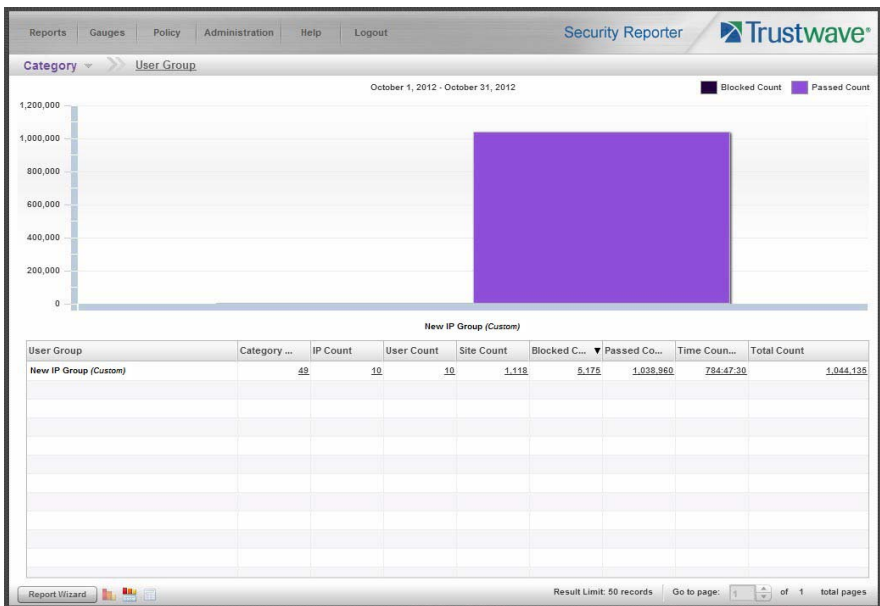 Reports Gauges Policy Administration Help Logout
Security Reporter
Trustwave®
Category User Group
October 1, 2012 - October 31, 2012
Blocked Count Passed Count
1,200,000
1,000,000
800,000
600,000
400,000
200,000
0
New IP Group (Custom)
User Group Category ... IP Count User Count Site Count Blocked C... ▼ Passed Co... Time Coun... Total Count
New IP Group (Custom) 49 10 10 1,118 5,175 1,038,960 784:47:30 1,044,135
Report Wizard
Result Limit: 50 records Go to page: 1 of 1 total pages